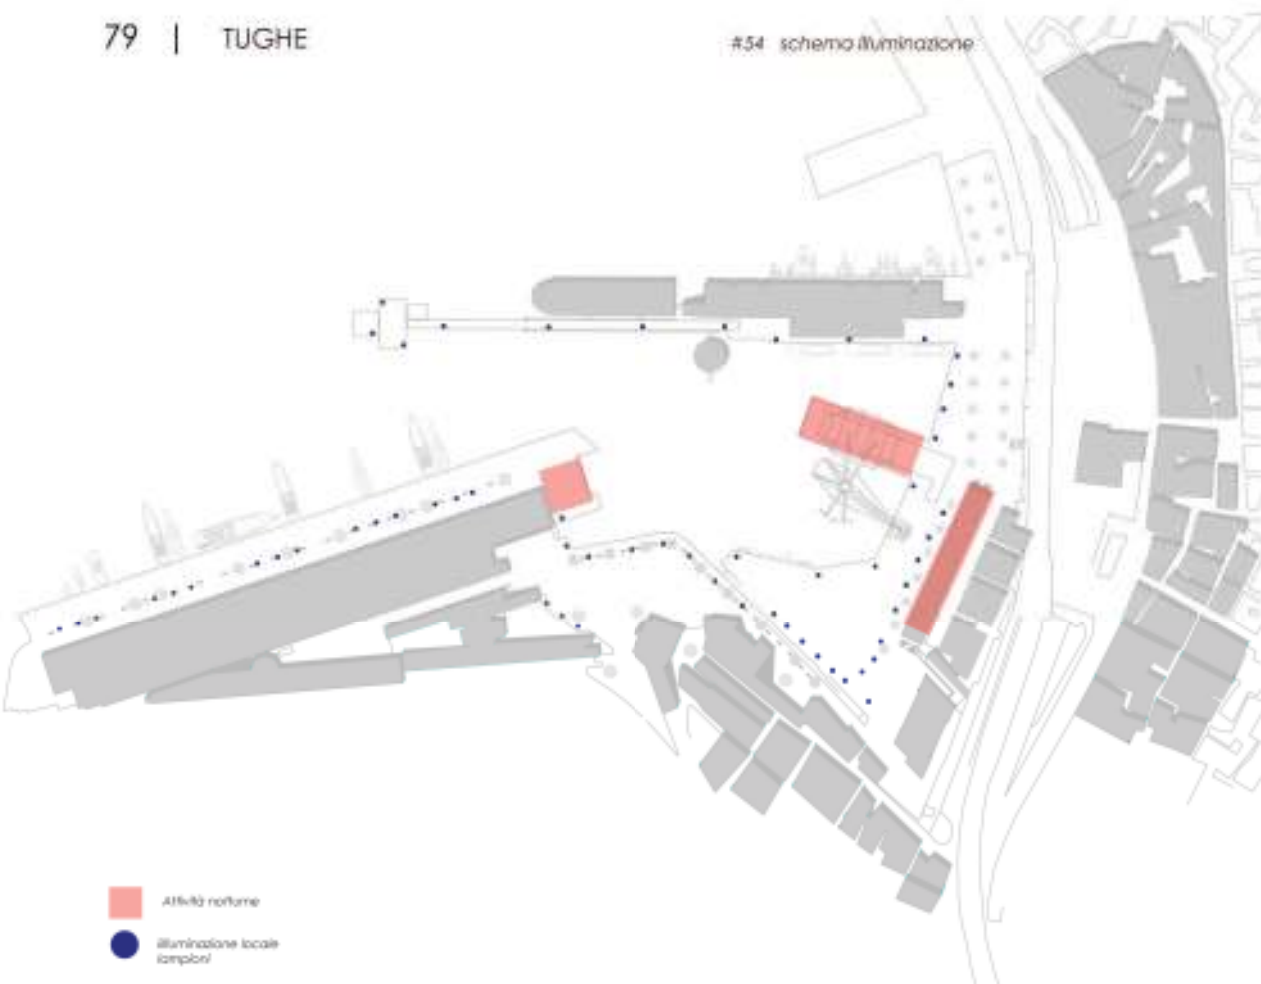 79 | TUGHE
#54 schema illuminazione
Attività notturne
illuminazione locale
lampioni